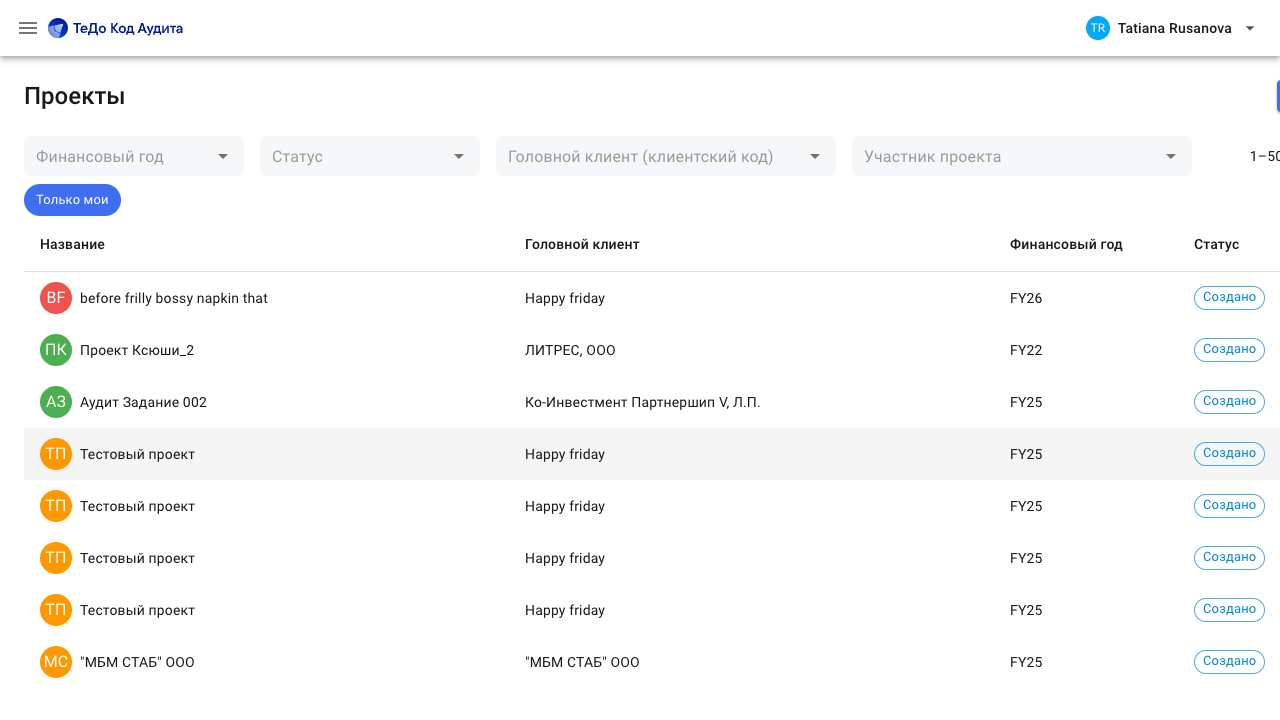 ТеДо Код Аудита
TR Tatiana Rusanova
Проекты
Финансовый год Статус Головной клиент (клиентский код) Участник проекта 1–50
Только мои
Название Головной клиент Финансовый год Статус
BF before frilly bossy napkin that Happy friday FY26 Создано
ПК Проект Ксюши_2 ЛИТРЕС, ООО FY22 Создано
АЗ Аудит Задание 002 Ко-Инвестмент Партнершип V, Л.П. FY25 Создано
ТП Тестовый проект Happy friday FY25 Создано
ТП Тестовый проект Happy friday FY25 Создано
ТП Тестовый проект Happy friday FY25 Создано
ТП Тестовый проект Happy friday FY25 Создано
МС "МБМ СТАБ" ООО "МБМ СТАБ" ООО FY25 Создано